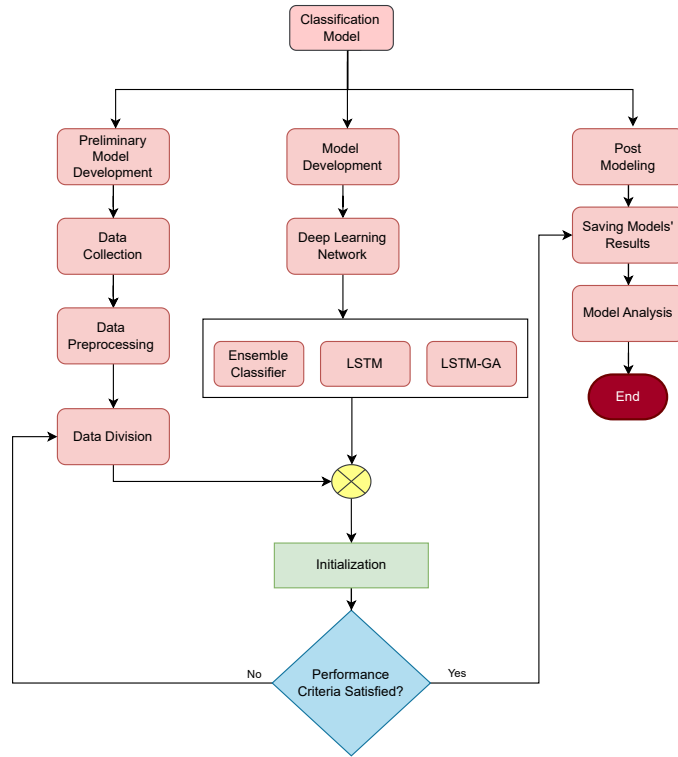 Classification
Model
Preliminary
Model
Development
Model
Development
Post
Modeling
Data
Collection
Deep Learning
Network
Saving Models'
Results
Data
Preprocessing
Model Analysis
Ensemble
Classifier
LSTM
LSTM-GA
End
Data Division
Initialization
No
Performance
Criteria Satisfied?
Yes